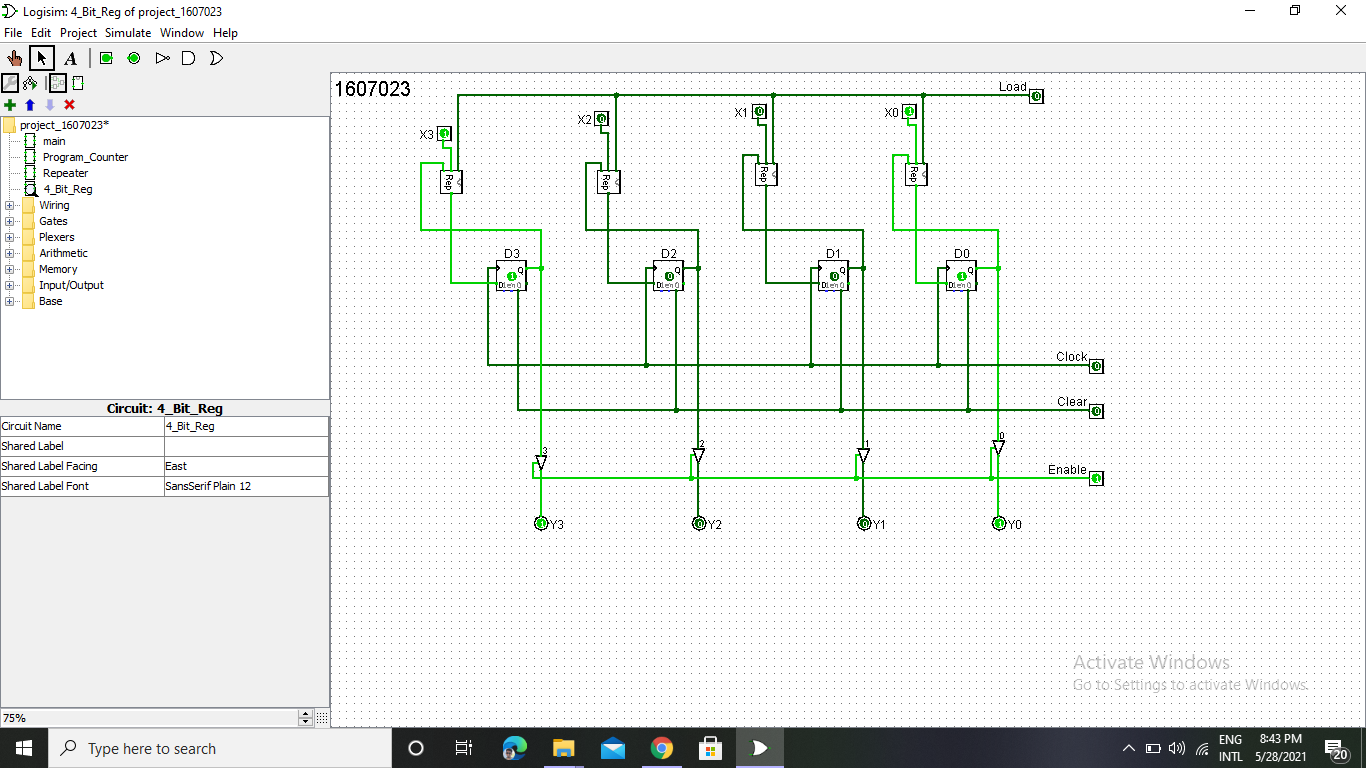 Logisim: 4_Bit_Reg of project_1607023
File Edit Project Simulate Window Help
A
project_1607023*
main
Program_Counter
Repeater
4_Bit_Reg
Wiring
Gates
Plexers
Arithmetic
Memory
Input/Output
Base
Circuit: 4_Bit_Reg
Circuit Name 4_Bit_Reg
Shared Label
Shared Label Facing East
Shared Label Font SansSerif Plain 12
75%
1607023
Load 0
X3 1
X2 0
X1 0
X0 1
Rep Rep Rep Rep
D3 D2 D1 D0
Q Q Q Q
1 0 0 1
D en 0 D en 0 D en 0 D en 0
Clock 0
Clear 0
3 2 1 0
Enable 1
1 Y3 0 Y2 0 Y1 1 Y0
Activate Windows
Go to Settings to activate Windows.
Type here to search
ENG
INTL
8:43 PM
5/28/2021
20